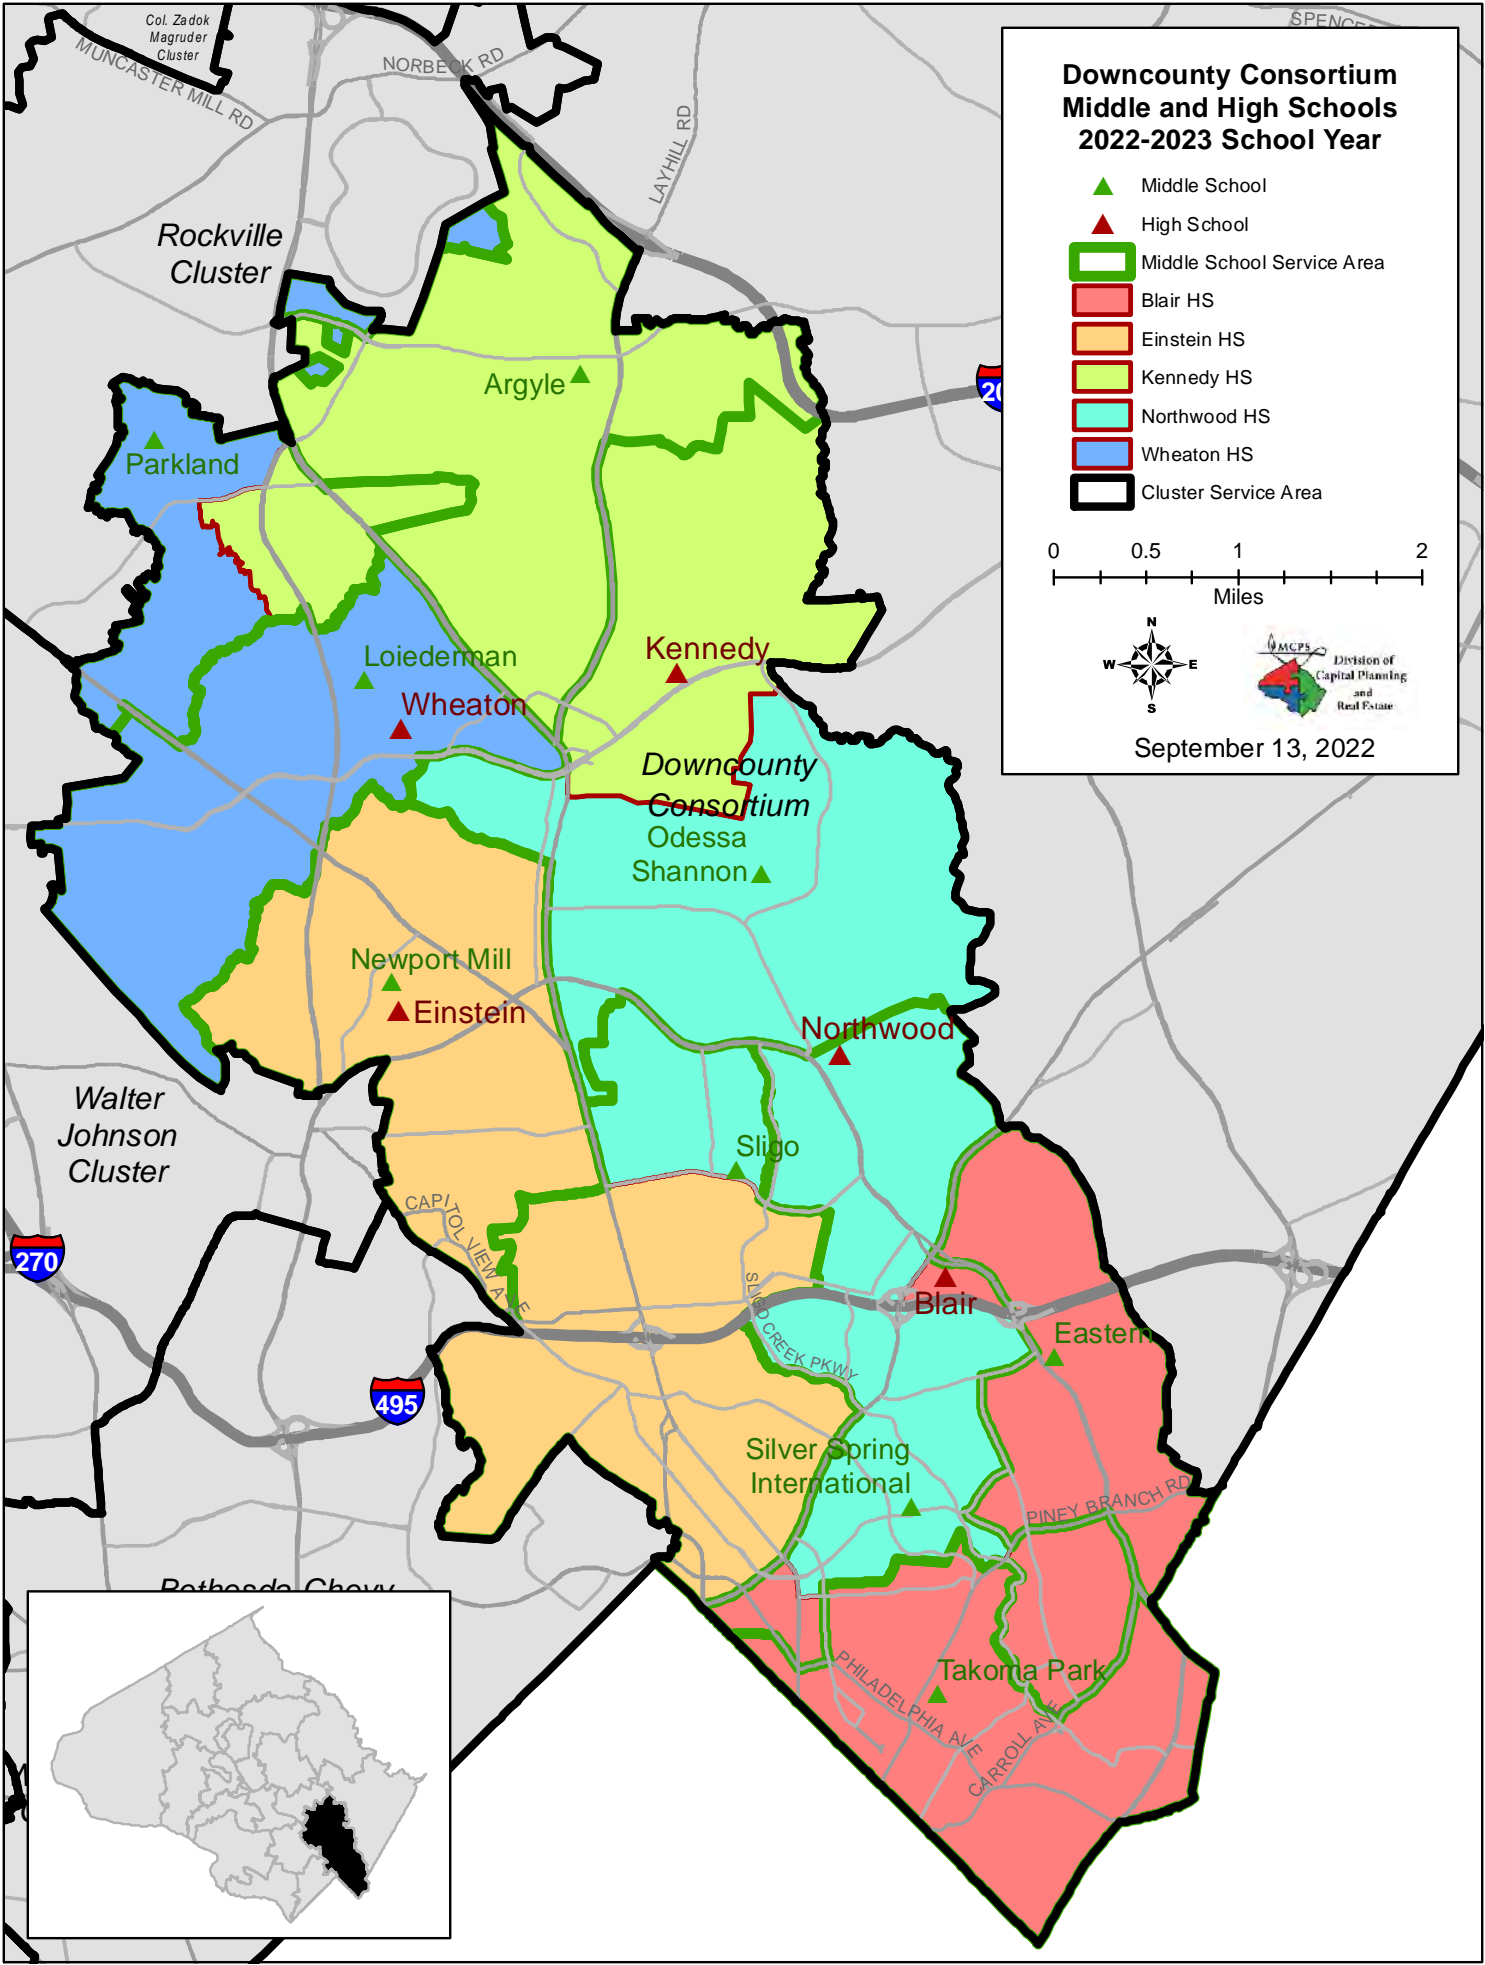 Col. Zadok
Magruder
Cluster
MUNCASTER MILL RD
NORBECK RD
LAYHILL RD
Rockville
Cluster
Argyle
Parkland
Loiederman
Wheaton
Kennedy
Downcounty
Consortium
Odessa
Shannon
Newport Mill
Einstein
Northwood
Walter
Johnson
Cluster
Sligo
CAPITOL VIEW AVE
SLIGO CREEK PKWY
270
495
20
Blair
Eastern
Silver Spring
International
PINEY BRANCH RD
Bethesda Chevy
Takoma Park
PHILADELPHIA AVE
CARROLL AVE
Downcounty Consortium
Middle and High Schools
2022-2023 School Year
Middle School
High School
Middle School Service Area
Blair HS
Einstein HS
Kennedy HS
Northwood HS
Wheaton HS
Cluster Service Area
0 0.5 1 2
Miles
N
W E
S
MCPS
Division of
Capital Planning
and
Real Estate
September 13, 2022